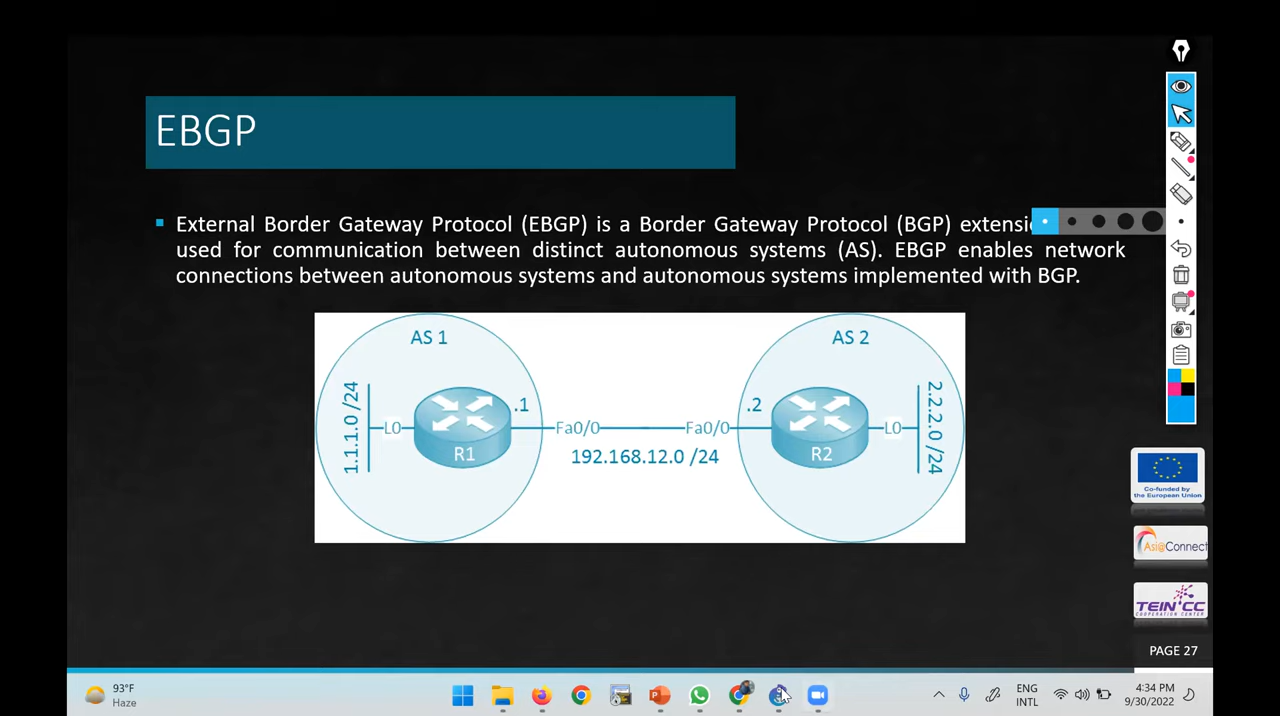 EBGP
External Border Gateway Protocol (EBGP) is a Border Gateway Protocol (BGP)
used for communication between distinct autonomous systems (AS). EBGP enables network
connections between autonomous systems and autonomous systems implemented with BGP.
AS 1
AS 2
1.1.1.0 /24
L0
R1
.1
Fa0/0
Fa0/0
192.168.12.0 /24
.2
R2
L0
2.2.2.0 /24
Co-funded by
the European Union
Asi@Connect
TEIN*CC
COOPERATION CENTER
PAGE 27
93°F
Haze
ENG
INTL
4:34 PM
9/30/2022